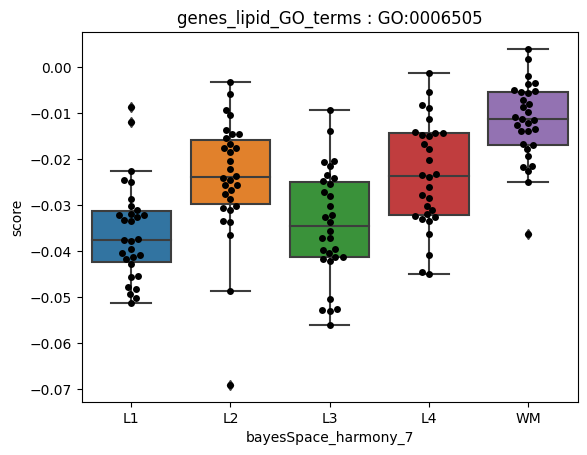 genes_lipid_GO_terms : GO:0006505
0.00
−0.01
−0.02
−0.03
−0.04
−0.05
−0.06
−0.07
score
L1 L2 L3 L4 WM
bayesSpace_harmony_7